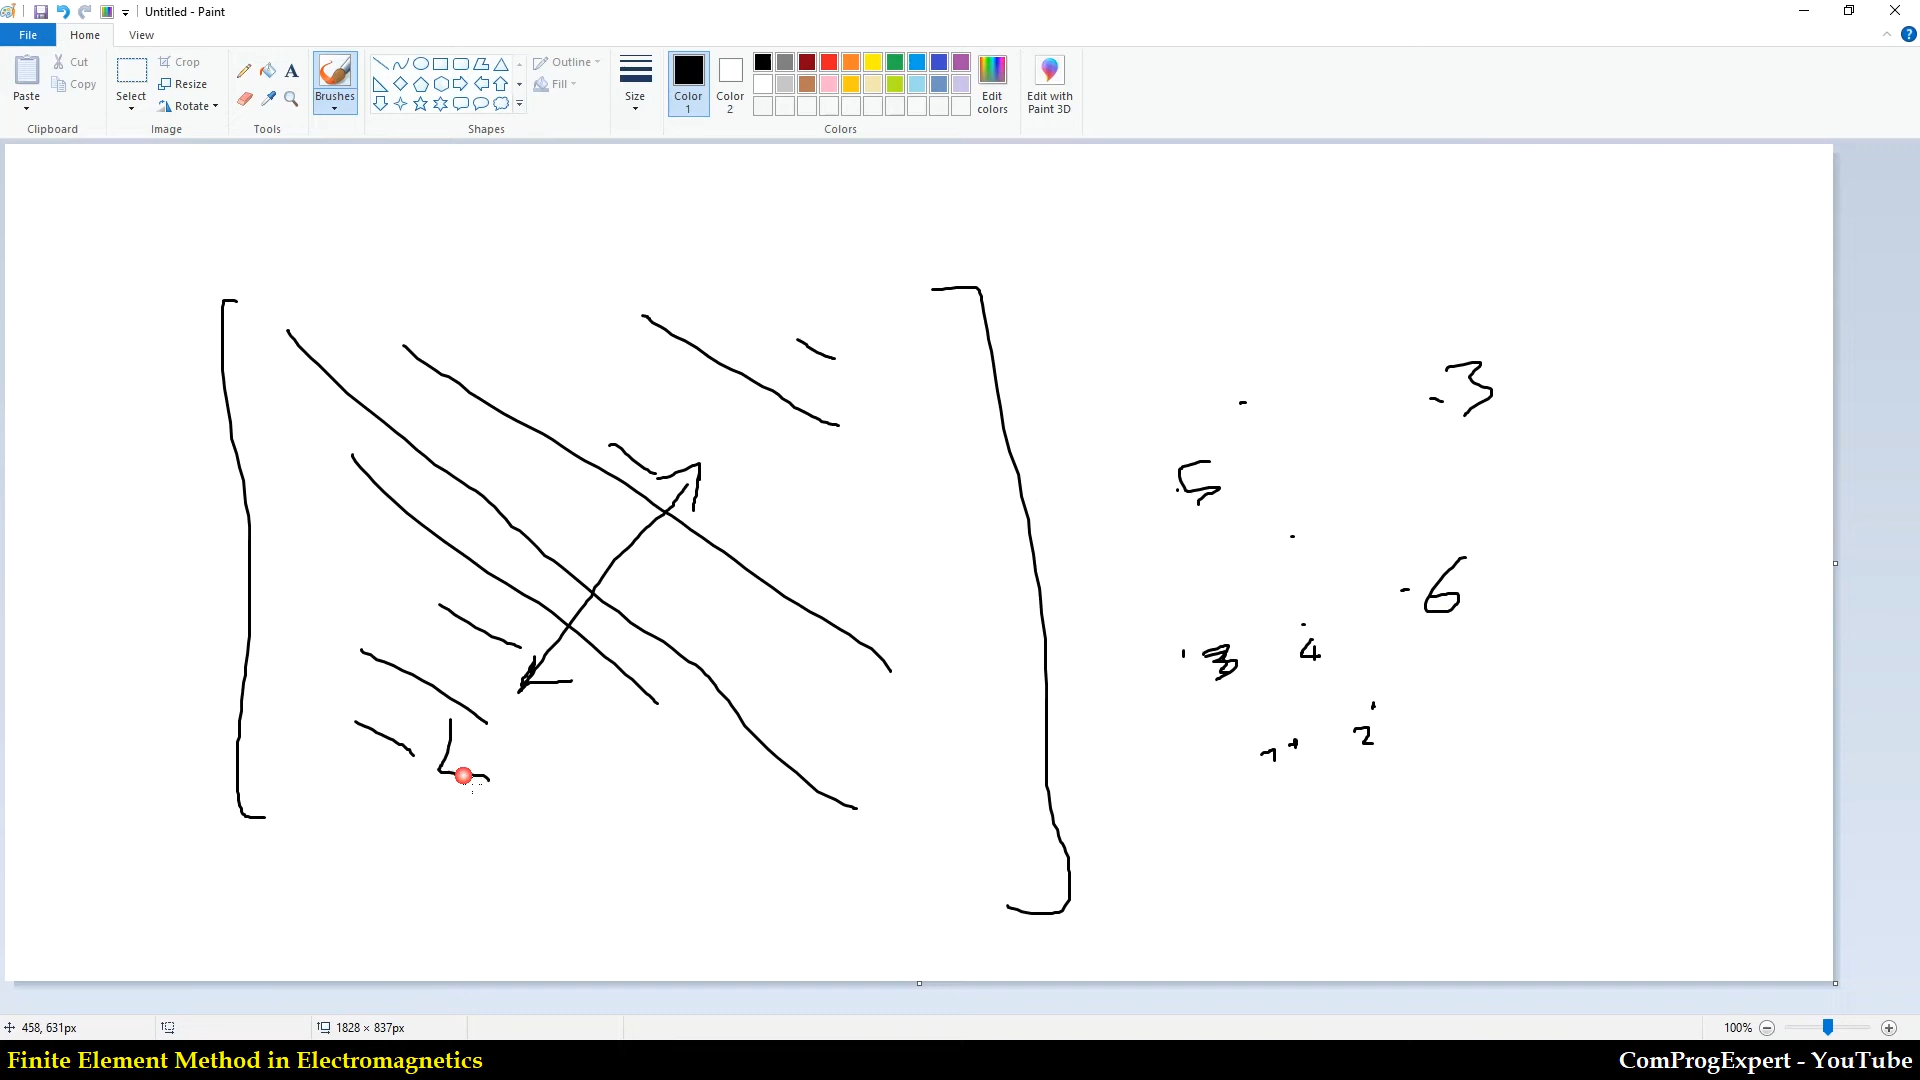 Untitled - Paint
File Home View
Cut
Copy
Paste
Clipboard
Crop
Resize
Rotate
Select
Image
Tools
Brushes
Outline
Fill
Shapes
Size
Color 1
Color 2
Edit colors
Colors
Edit with Paint 3D
3
5
6
3 4
2
1
458, 631px
1828 × 837px
100%
Finite Element Method in Electromagnetics
ComProgExpert - YouTube